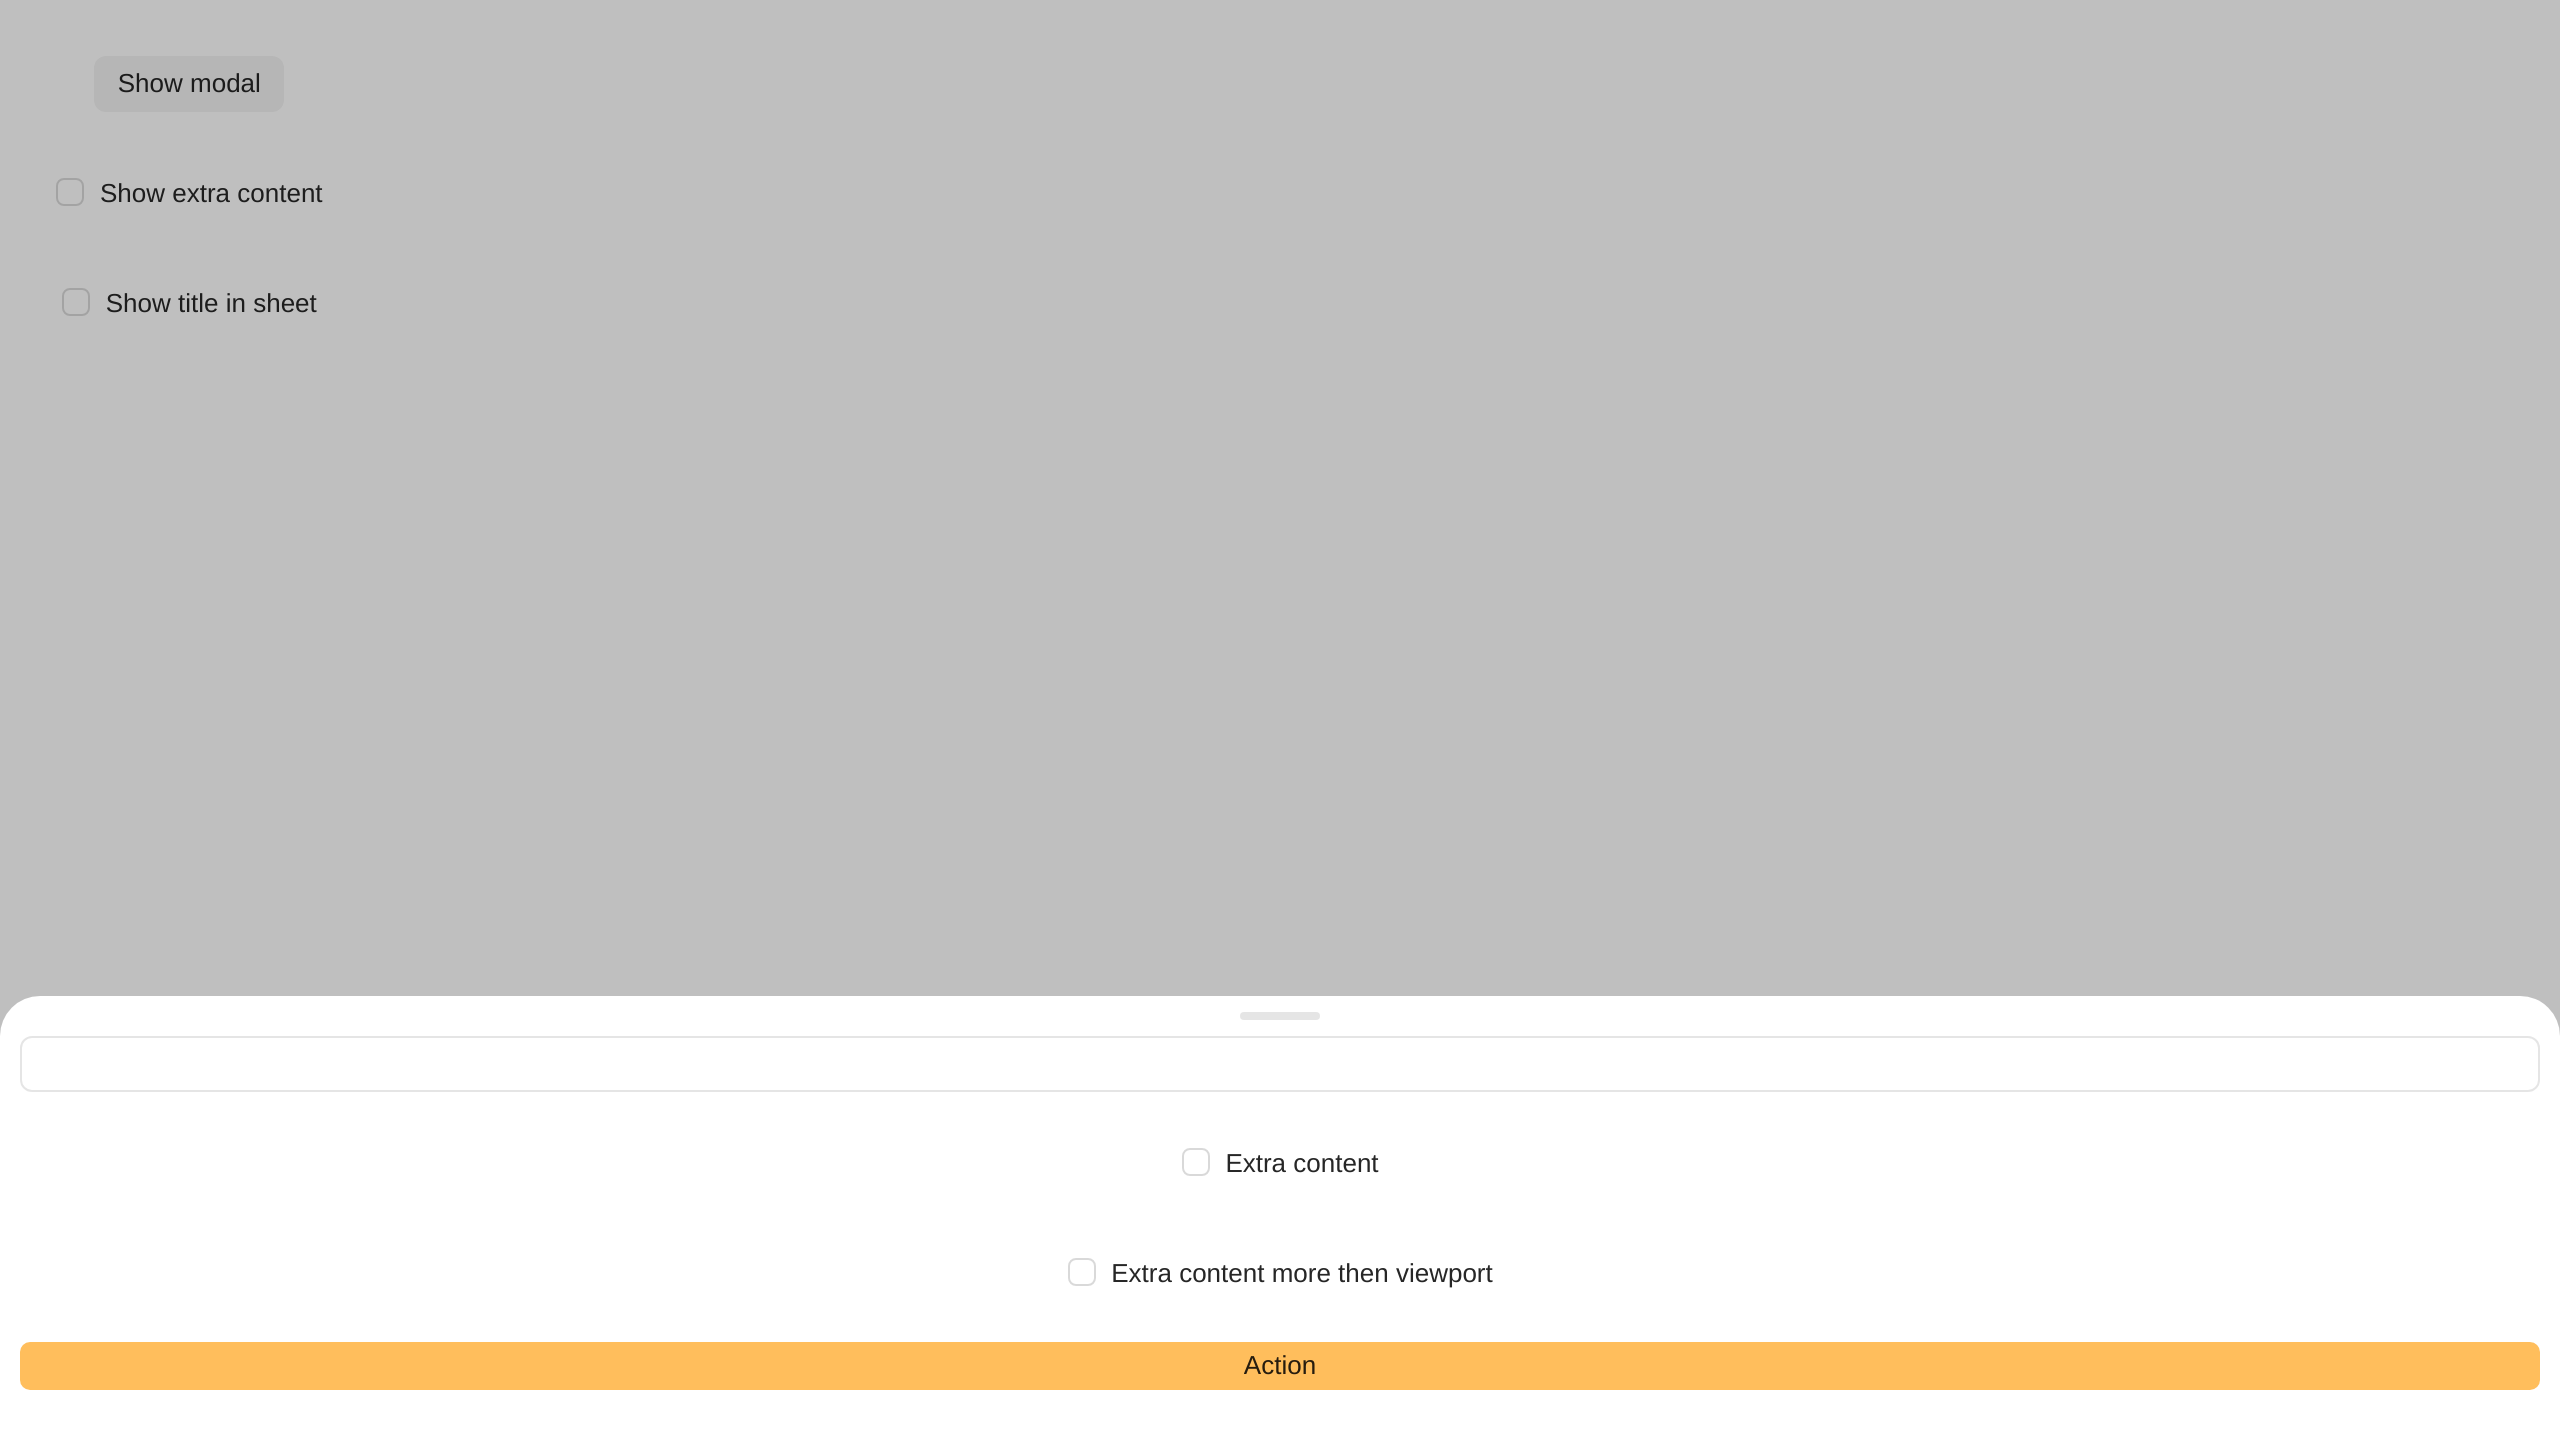 Show modal
Show extra content
Show title in sheet
Extra content
Extra content more then viewport
Action